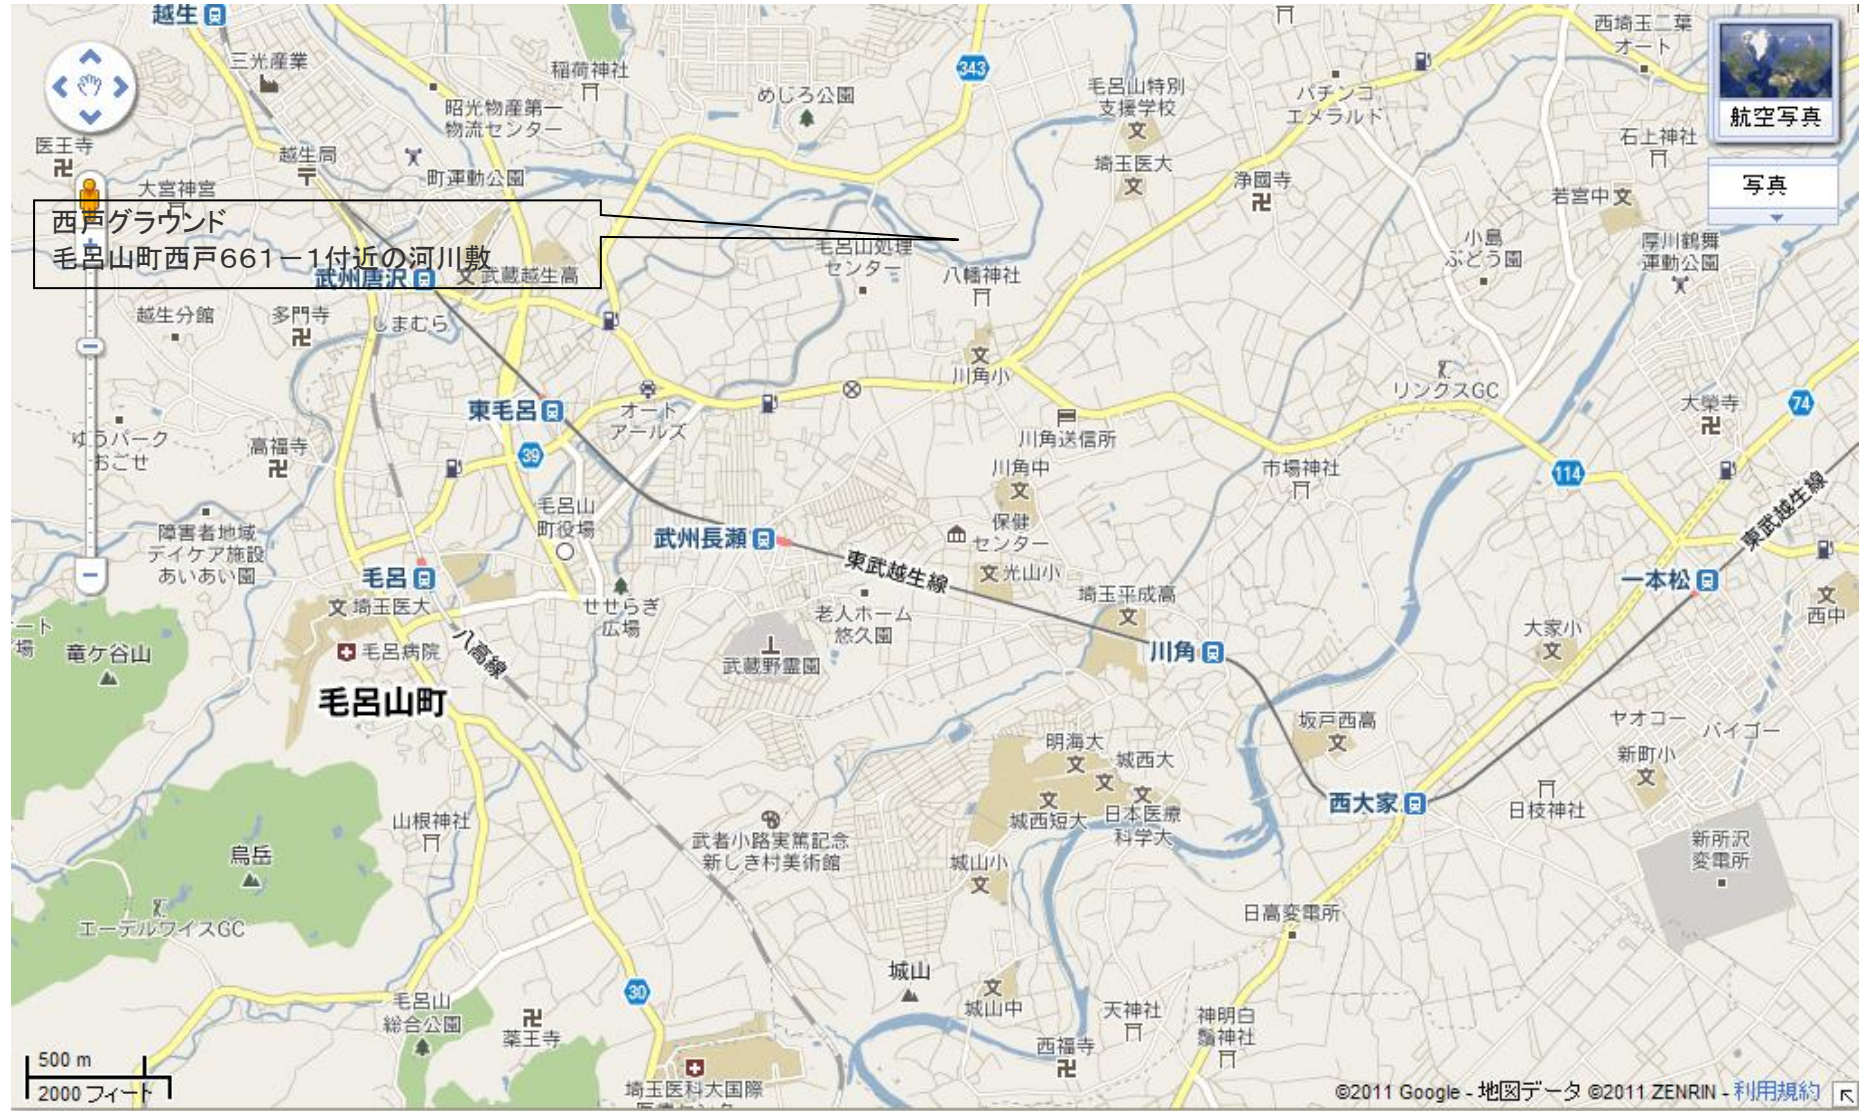 越生
三光産業
稲荷神社
343
めじろ公園
西埼玉二葉
オート
毛呂山特別
支援学校
パチンコ
エメラルド
航空写真
昭光物産第一
物流センター
医王寺
越生局
町運動公園
埼玉医大
浄國寺
石上神社
写真
大宮神宮
若宮中
西戸グラウンド
毛呂山町西戸661－1付近の河川敷
毛呂山処理
センター
八幡神社
小島
ぶどう園
厚川鶴舞
運動公園
武州唐沢
武蔵越生高
越生分館
多門寺
しまむら
川角小
リンクスGC
大榮寺
74
東毛呂
オート
アールズ
川角送信所
ゆうパーク
おごせ
高福寺
39
川角中
市場神社
114
毛呂山
町役場
保健
センター
東武越生線
障害者地域
デイケア施設
あいあい園
武州長瀬
東武越生線
光山小
毛呂
埼玉医大
せせらぎ
広場
老人ホーム
悠久園
埼玉平成高
一本松
西中
ート
場
竜ケ谷山
毛呂病院
八高線
武蔵野霊園
川角
大家小
毛呂山町
明海大
城西大
坂戸西高
ヤオコー
バイゴー
新町小
城西短大
日本医療
科学大
西大家
日枝神社
山根神社
武者小路実篤記念
新しき村美術館
新所沢
変電所
烏岳
城山小
エーデルワイスGC
日高変電所
城山
30
毛呂山
総合公園
薬王寺
城山中
天神社
神明白
鬚神社
西福寺
500 m
2000 フィート
埼玉医科大国際
©2011 Google - 地図データ ©2011 ZENRIN - 利用規約